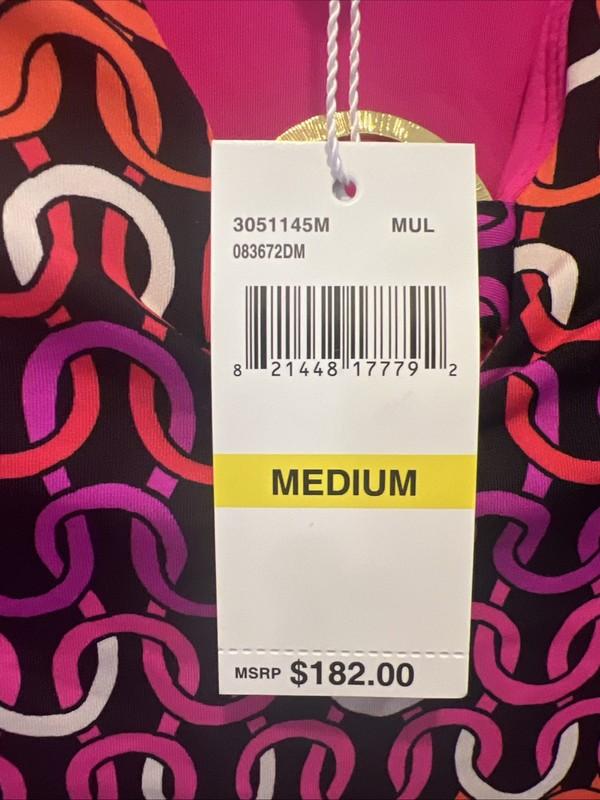 3051145M MUL
083672DM
8 21448 17779 2
MEDIUM
MSRP $182.00